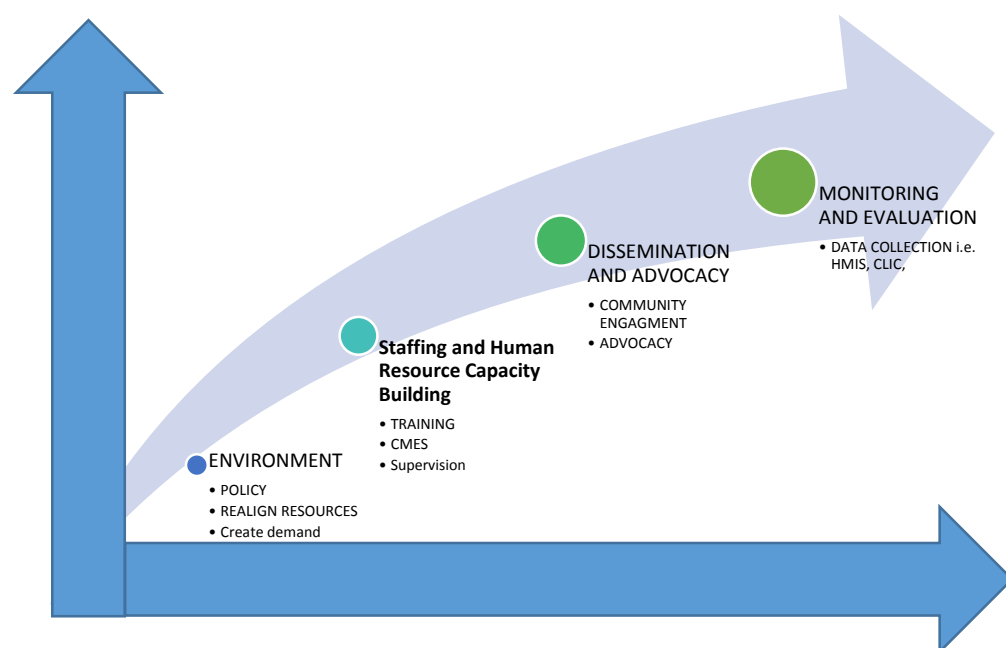 ENVIRONMENT
• POLICY
• REALIGN RESOURCES
• Create demand
Staffing and Human
Resource Capacity
Building
• TRAINING
• CMES
• Supervision
DISSEMINATION
AND ADVOCACY
• COMMUNITY
ENGAGMENT
• ADVOCACY
MONITORING
AND EVALUATION
• DATA COLLECTION i.e.
HMIS, CLIC,